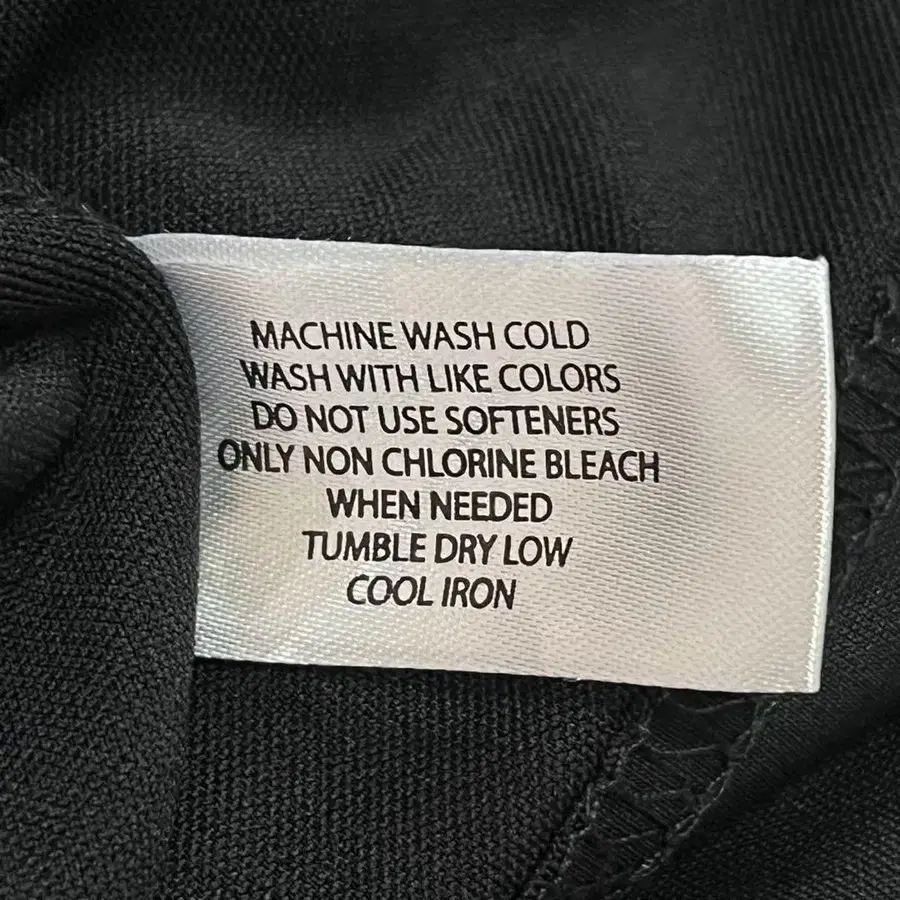 MACHINE WASH COLD
WASH WITH LIKE COLORS
DO NOT USE SOFTENERS
ONLY NON CHLORINE BLEACH
WHEN NEEDED
TUMBLE DRY LOW
COOL IRON